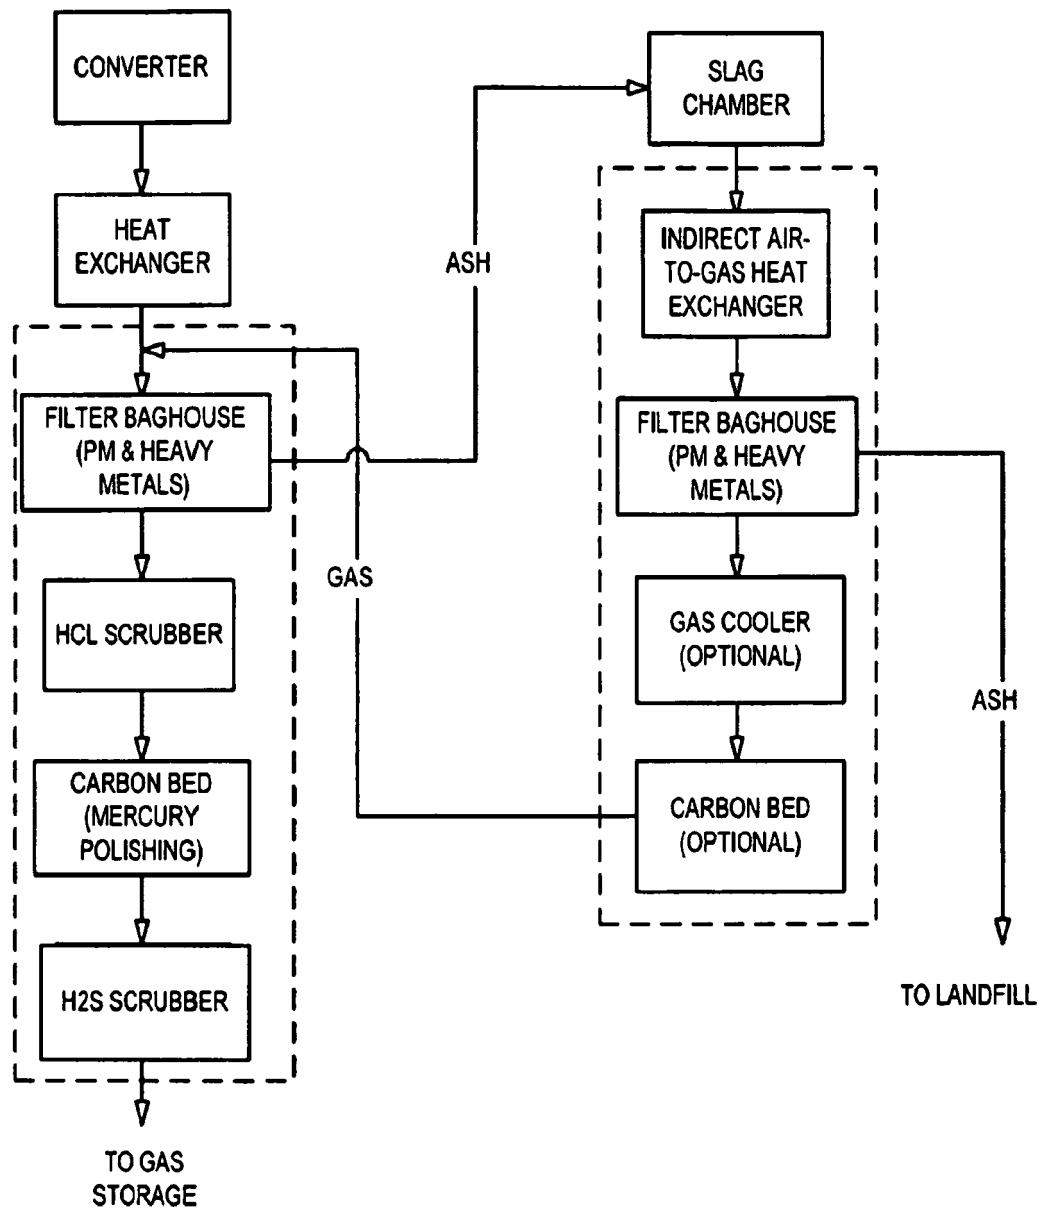 CONVERTER
HEAT
EXCHANGER
FILTER BAGHOUSE
(PM & HEAVY
METALS)
HCL SCRUBBER
CARBON BED
(MERCURY
POLISHING)
H2S SCRUBBER
TO GAS
STORAGE
ASH
GAS
SLAG
CHAMBER
INDIRECT AIR-
TO-GAS HEAT
EXCHANGER
FILTER BAGHOUSE
(PM & HEAVY
METALS)
GAS COOLER
(OPTIONAL)
CARBON BED
(OPTIONAL)
ASH
TO LANDFILL